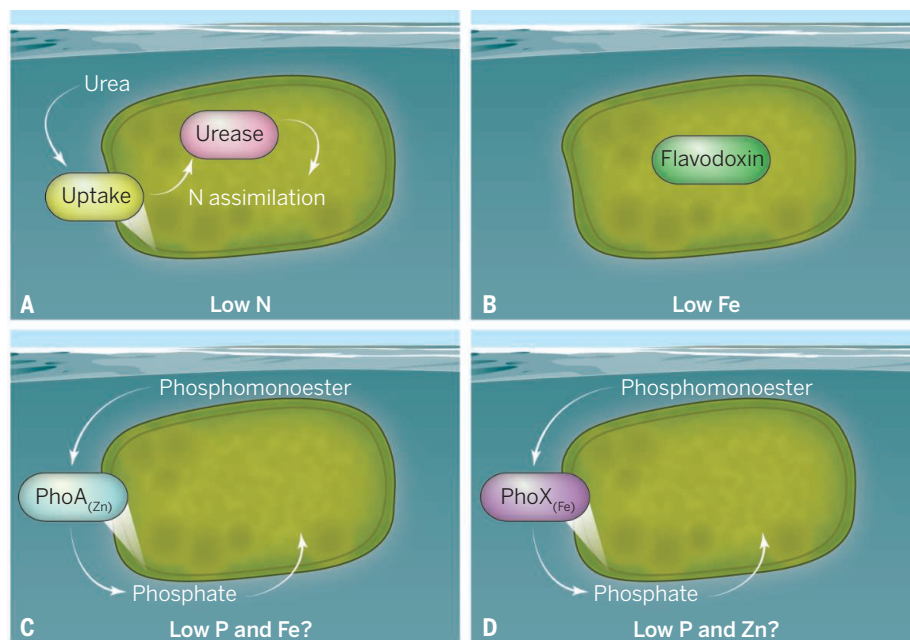 Urea
Urease
Uptake
N assimilation
A
Low N
Flavodoxin
B
Low Fe
Phosphomonoester
PhoA(Zn)
Phosphate
C
Low P and Fe?
Phosphomonoester
PhoX(Fe)
Phosphate
D
Low P and Zn?